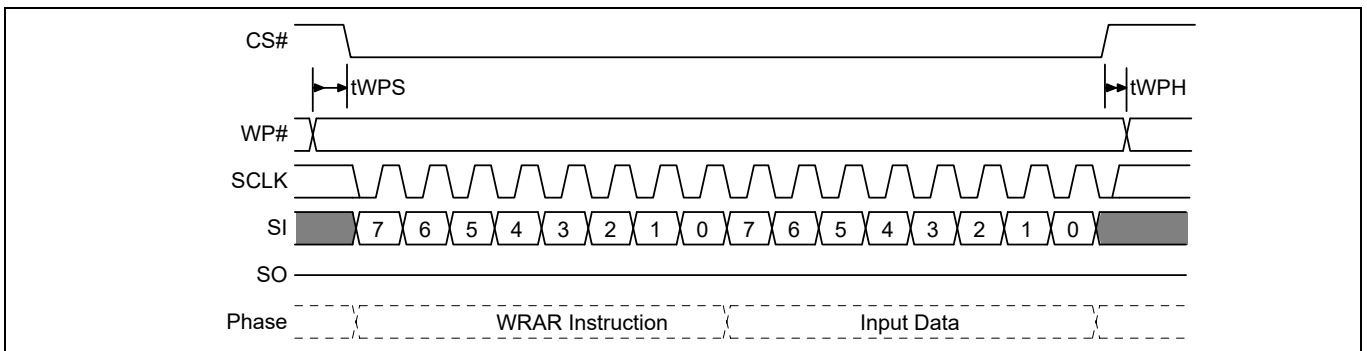 CS#
tWPS
tWPH
WP#
SCLK
SI 7 6 5 4 3 2 1 0 7 6 5 4 3 2 1 0
SO
Phase WRAR Instruction Input Data